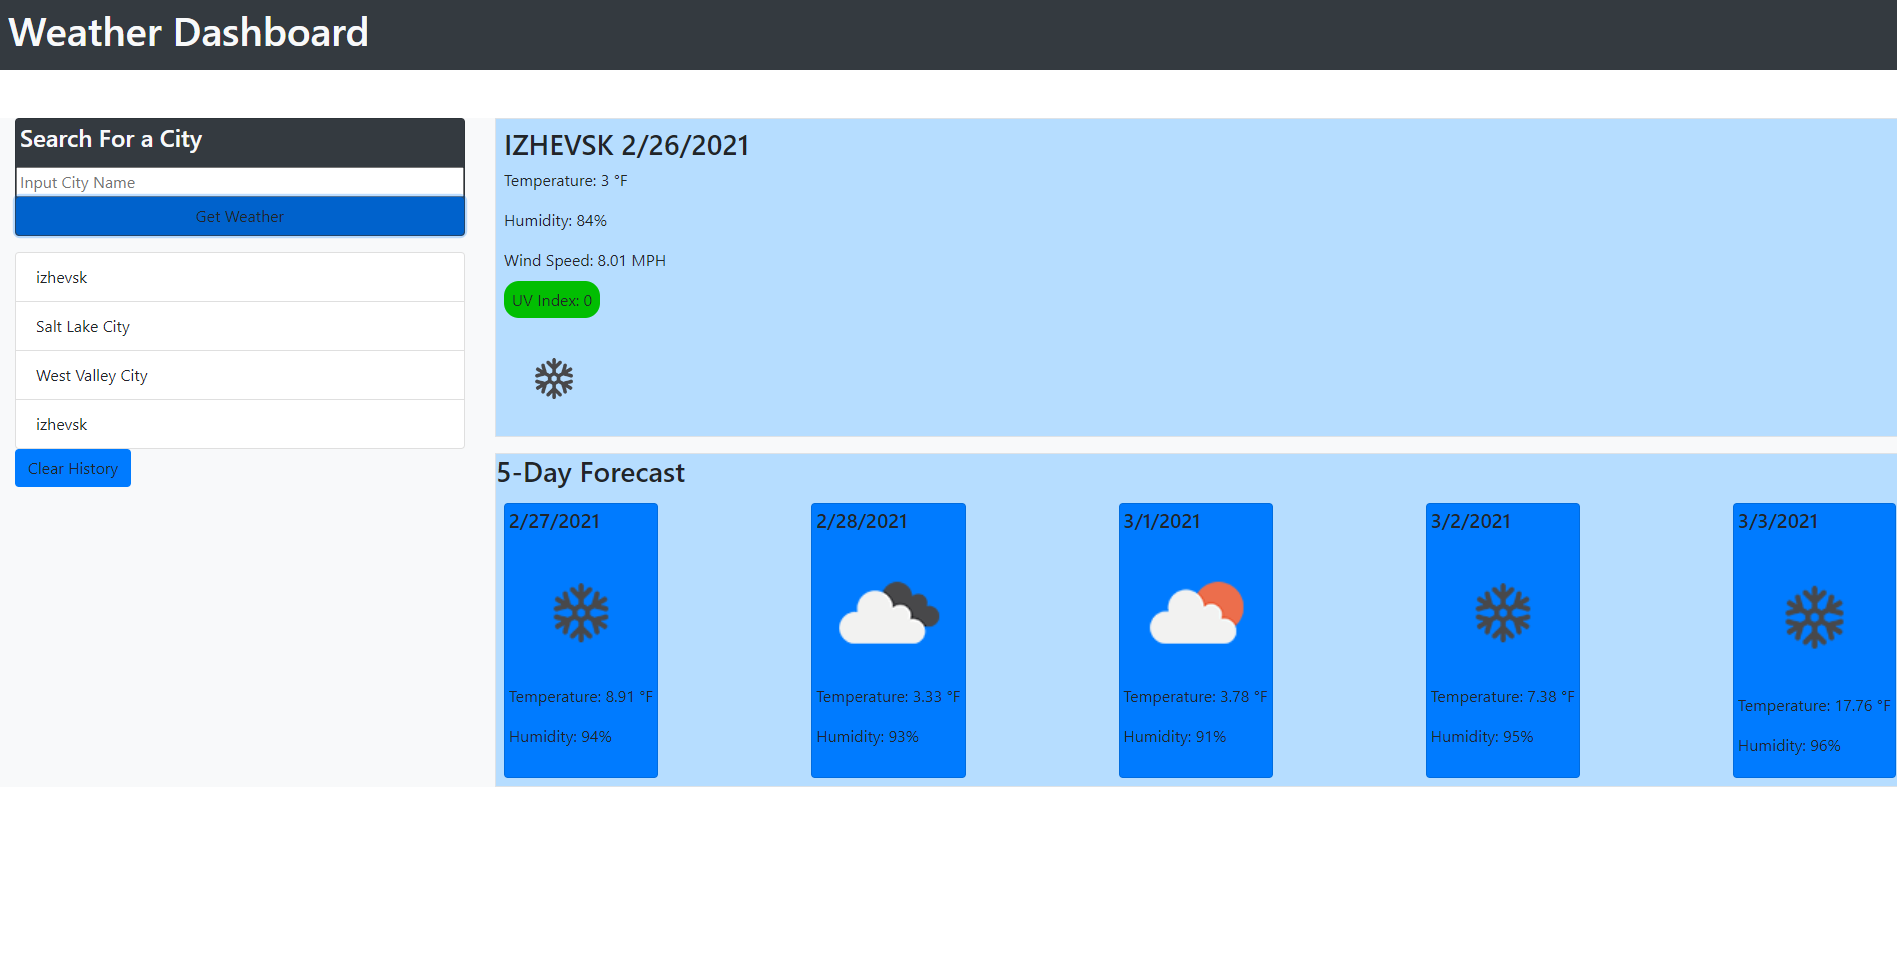 Weather Dashboard
Search For a City
Input City Name
Get Weather
izhevsk
Salt Lake City
West Valley City
izhevsk
Clear History
IZHEVSK 2/26/2021
Temperature: 3 °F
Humidity: 84%
Wind Speed: 8.01 MPH
UV Index: 0
5-Day Forecast
2/27/2021
Temperature: 8.91 °F
Humidity: 94%
2/28/2021
Temperature: 3.33 °F
Humidity: 93%
3/1/2021
Temperature: 3.78 °F
Humidity: 91%
3/2/2021
Temperature: 7.38 °F
Humidity: 95%
3/3/2021
Temperature: 17.76 °F
Humidity: 96%